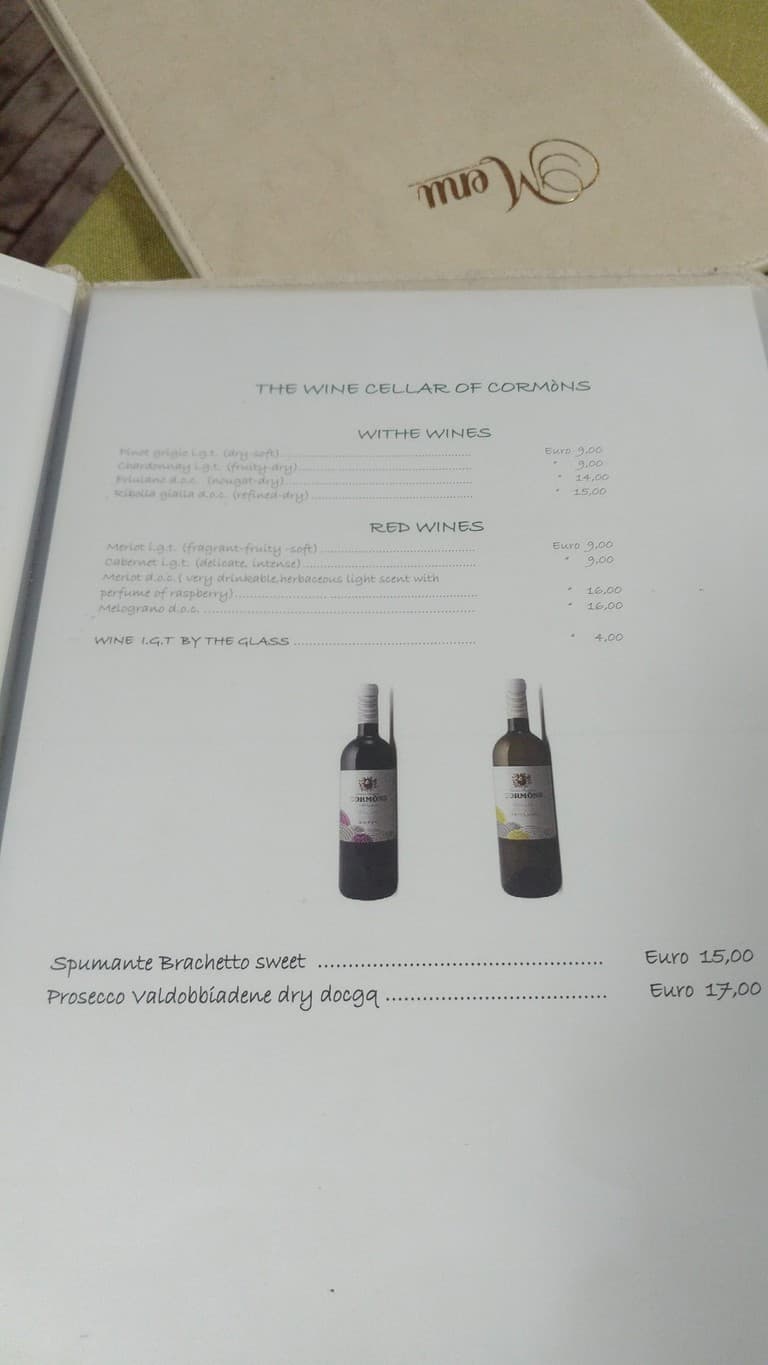 Menu
THE WINE CELLAR OF CORMòNS
WITHE WINES
Pinot grigio i.g.t. (dry-soft)........................................ Euro 9,00
Chardonnay i.g.t. (fruity-dry)........................................ " 9,00
Friulano d.o.c. (nougat-dry)........................................ " 14,00
Ribolla gialla d.o.c. (refined-dry)........................................ " 15,00
RED WINES
Merlot i.g.t. (fragrant-fruity -soft)........................................ Euro 9,00
Cabernet i.g.t. (delicate, intense)........................................ " 9,00
Merlot d.o.c.( very drinkable,herbaceous light scent with
perfume of raspberry)........................................ " 16,00
Melograno d.o.c. ........................................ " 16,00
WINE I.G.T BY THE GLASS ........................................ " 4,00
CORMÒNS
CORMÒNS
Spumante Brachetto sweet ........................................ Euro 15,00
Prosecco Valdobbiadene dry docgq ........................................ Euro 17,00